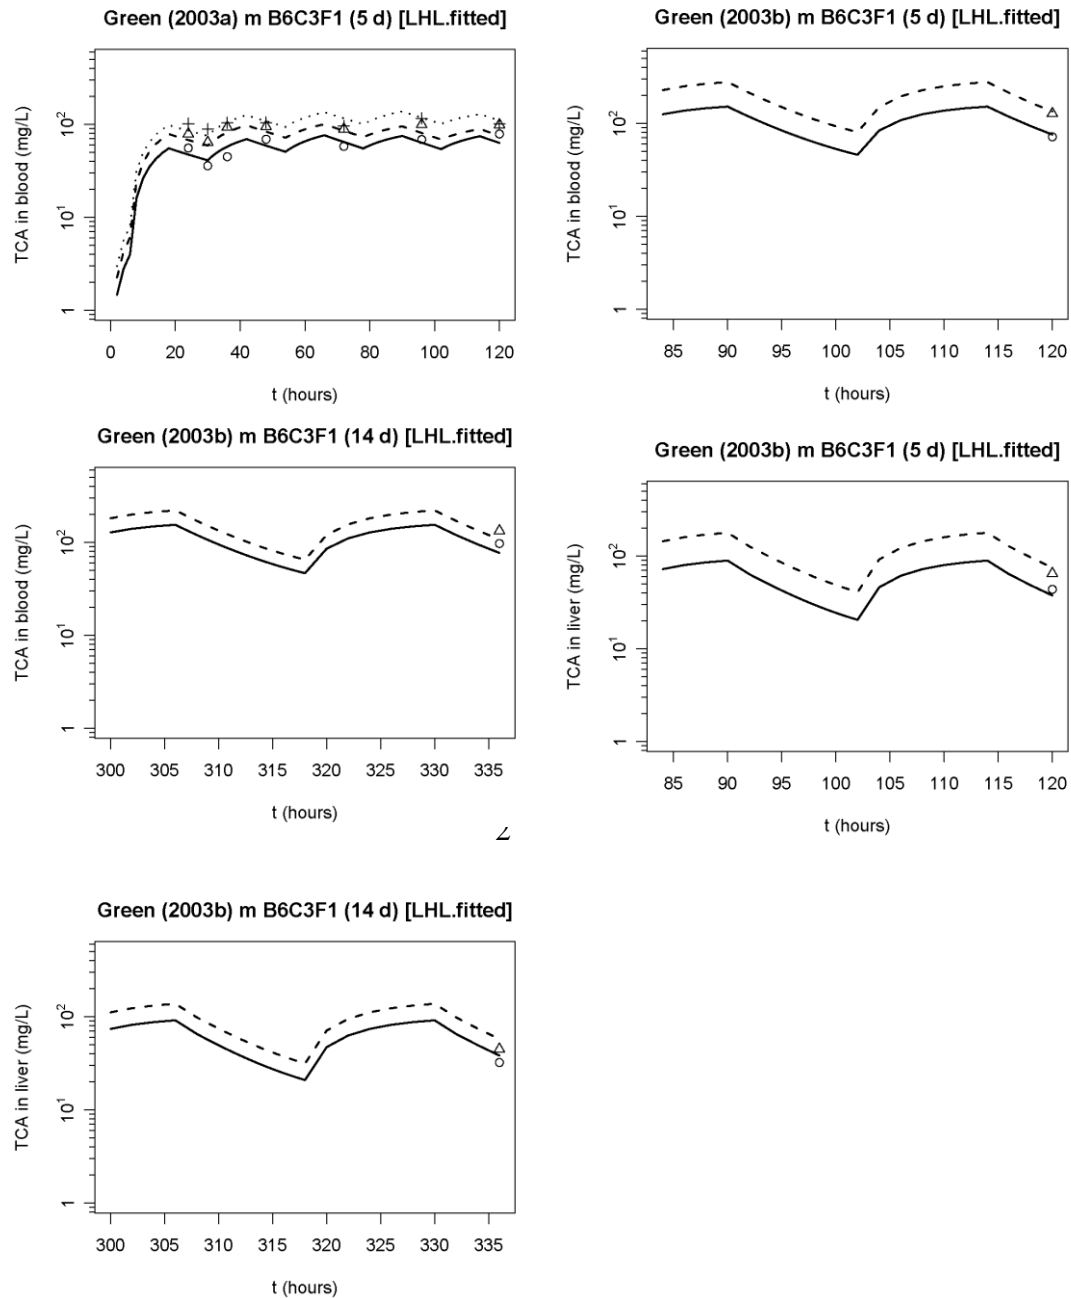 Green (2003a) m B6C3F1 (5 d) [LHL.fitted]
TCA in blood (mg/L)
10²
10¹
1
0 20 40 60 80 100 120
t (hours)
Green (2003b) m B6C3F1 (5 d) [LHL.fitted]
TCA in blood (mg/L)
10²
10¹
1
85 90 95 100 105 110 115 120
t (hours)
Green (2003b) m B6C3F1 (14 d) [LHL.fitted]
TCA in blood (mg/L)
10²
10¹
1
300 305 310 315 320 325 330 335
t (hours)
Green (2003b) m B6C3F1 (5 d) [LHL.fitted]
TCA in liver (mg/L)
10²
10¹
1
85 90 95 100 105 110 115 120
t (hours)
Green (2003b) m B6C3F1 (14 d) [LHL.fitted]
TCA in liver (mg/L)
10²
10¹
1
300 305 310 315 320 325 330 335
t (hours)